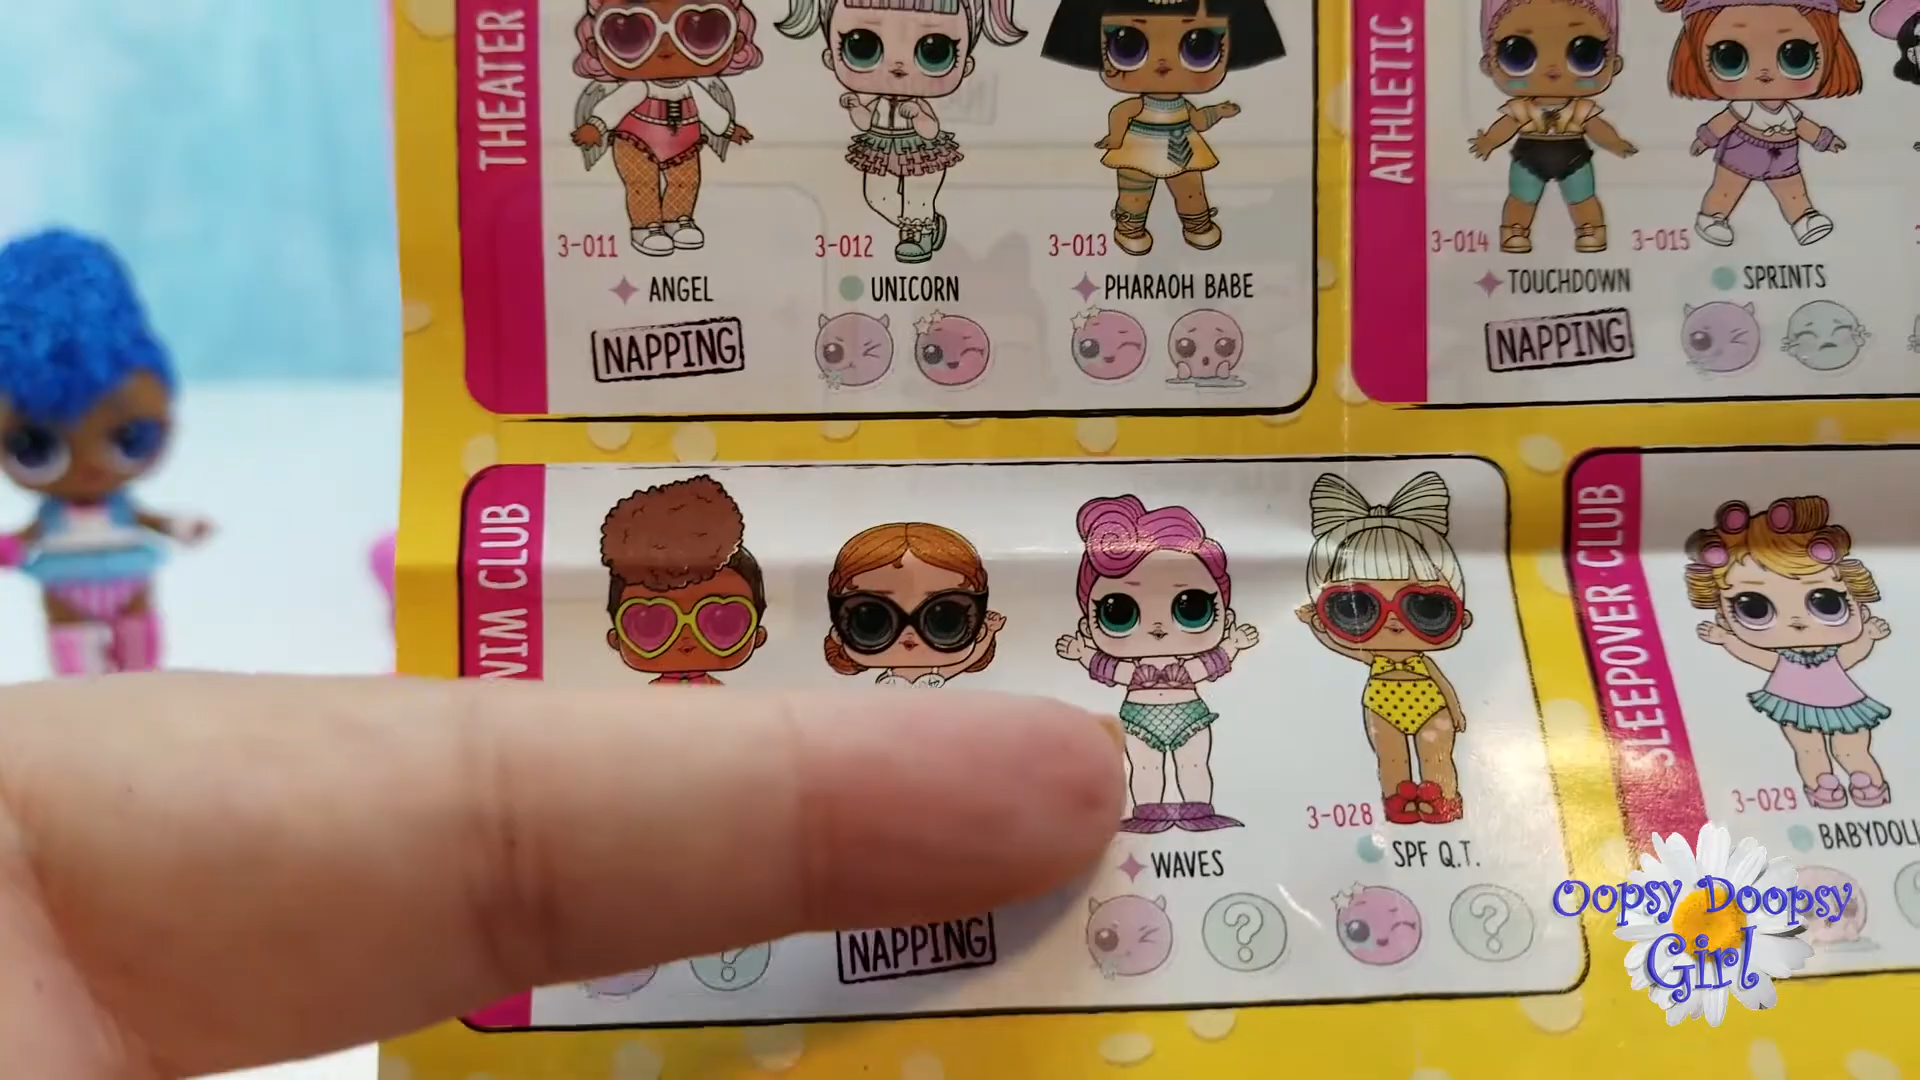 THEATER
3-011
ANGEL
NAPPING
3-012
UNICORN
3-013
PHARAOH BABE
ATHLETIC
3-014
TOUCHDOWN
NAPPING
3-015
SPRINTS
CLUB
NAPPING
WAVES
? ? ?
3-028
SPF Q.T.
SLEEPOVER CLUB
3-029
BABYDOLL
Oopsy Doopsy
Girl